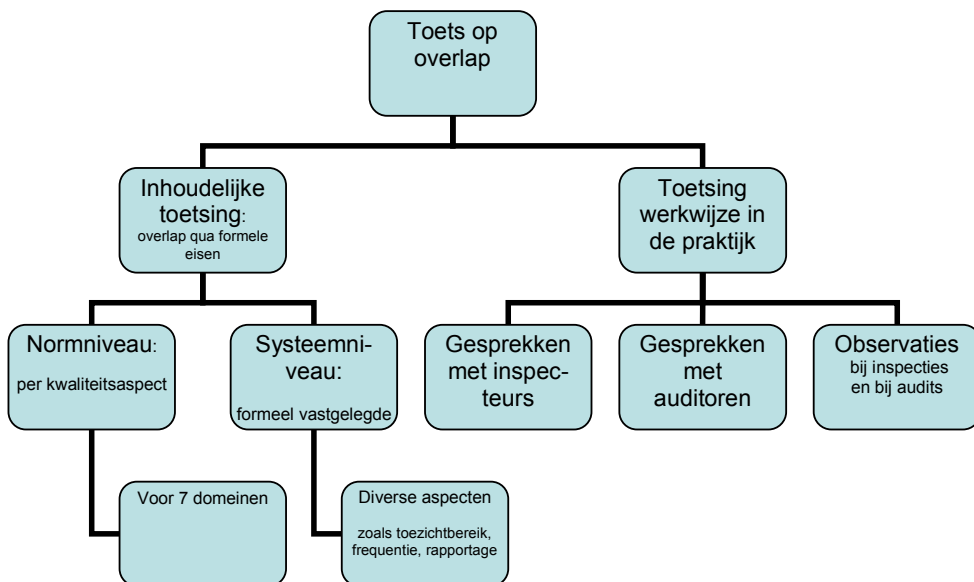 Toets op
overlap
Inhoudelijke
toetsing:
overlap qua formele
eisen
Toetsing
werkwijze in
de praktijk
Normniveau:
per kwaliteitsaspect
Systeemni-
veau:
formeel vastgelegde
Gesprekken
met inspec-
teurs
Gesprekken
met
auditoren
Observaties
bij inspecties
en bij audits
Voor 7 domeinen
Diverse aspecten
zoals toezichtbereik,
frequentie, rapportage